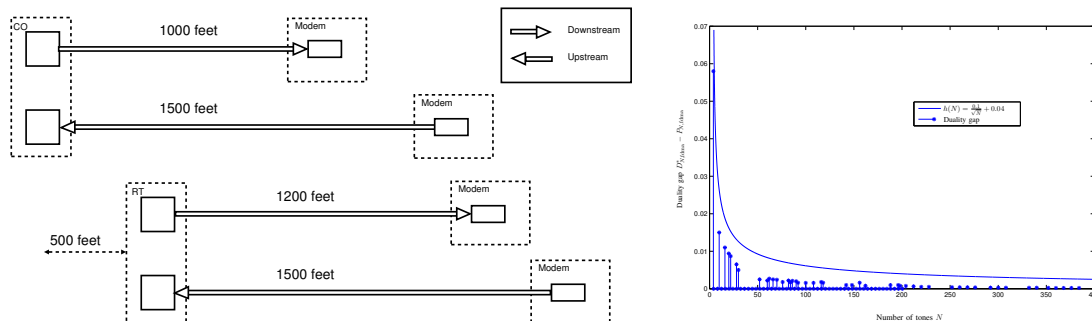 CO
1000 feet
Modem
Downstream
Upstream
1500 feet
Modem
RT
1200 feet
Modem
500 feet
1500 feet
Modem
0.07
0.06
0.05
0.04
0.03
0.02
0.01
0
0
50
100
150
200
250
300
350
Number of tones N
Duality gap
Duality gap